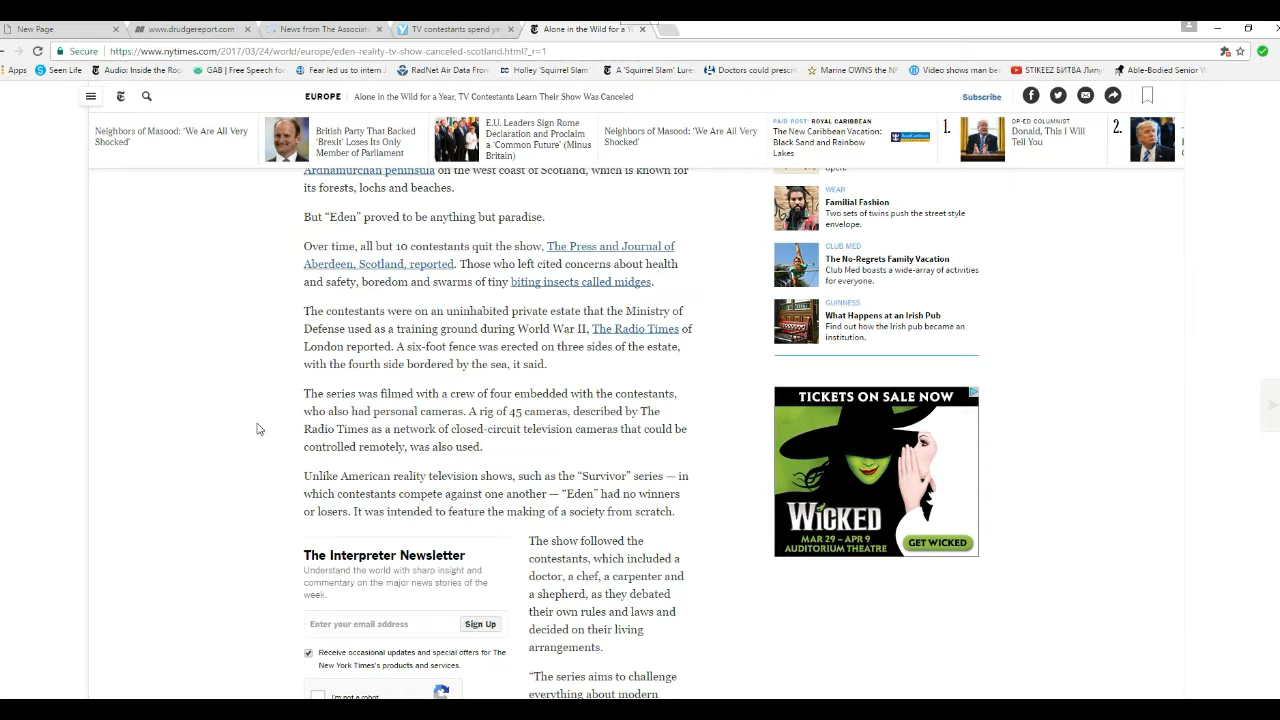 New Page
www.drudgereport.com
News from The Associate
TV contestants spend ye
Alone in the Wild for a Ye
Secure
https://www.nytimes.com/2017/03/24/world/europe/eden-reality-tv-show-canceled-scotland.html?_r=1
Apps
Seen Life
Audio: Inside the Roo
GAB | Free Speech fo
Fear led us to intern J
RadNet Air Data From
Holley 'Squirrel Slam
A 'Squirrel Slam' Lure
Doctors could prescri
Marine OWNS the NF
Video shows man be
STIKEEZ БИТВА Липу
Able-Bodied Senior W
EUROPE
Alone in the Wild for a Year, TV Contestants Learn Their Show Was Canceled
Subscribe
Neighbors of Masood: ‘We Are All Very
Shocked’
British Party That Backed
‘Brexit’ Loses Its Only
Member of Parliament
E.U. Leaders Sign Rome
Declaration and Proclaim
a ‘Common Future’ (Minus
Britain)
Neighbors of Masood: ‘We Are All Very
Shocked’
PAID POST: ROYAL CARIBBEAN
The New Caribbean Vacation:
Black Sand and Rainbow
Lakes
1.
OP-ED COLUMNIST
Donald, This I Will
Tell You
2.
Ardnamurchan peninsula on the west coast of Scotland, which is known for
its forests, lochs and beaches.
But “Eden” proved to be anything but paradise.
Over time, all but 10 contestants quit the show, The Press and Journal of
Aberdeen, Scotland, reported. Those who left cited concerns about health
and safety, boredom and swarms of tiny biting insects called midges.
The contestants were on an uninhabited private estate that the Ministry of
Defense used as a training ground during World War II, The Radio Times of
London reported. A six-foot fence was erected on three sides of the estate,
with the fourth side bordered by the sea, it said.
The series was filmed with a crew of four embedded with the contestants,
who also had personal cameras. A rig of 45 cameras, described by The
Radio Times as a network of closed-circuit television cameras that could be
controlled remotely, was also used.
Unlike American reality television shows, such as the “Survivor” series — in
which contestants compete against one another — “Eden” had no winners
or losers. It was intended to feature the making of a society from scratch.
The Interpreter Newsletter
Understand the world with sharp insight and
commentary on the major news stories of the
week.
Enter your email address
Sign Up
Receive occasional updates and special offers for The
New York Times's products and services.
I'm not a robot
The show followed the
contestants, which included a
doctor, a chef, a carpenter and
a shepherd, as they debated
their own rules and laws and
decided on their living
arrangements.
“The series aims to challenge
everything about modern
open.
WEAR
Familial Fashion
Two sets of twins push the street style
envelope.
CLUB MED
The No-Regrets Family Vacation
Club Med boasts a wide-array of activities
for everyone.
GUINNESS
What Happens at an Irish Pub
Find out how the Irish pub became an
institution.
TICKETS ON SALE NOW
WICKED
MAR 29 – APR 9
AUDITORIUM THEATRE
GET WICKED